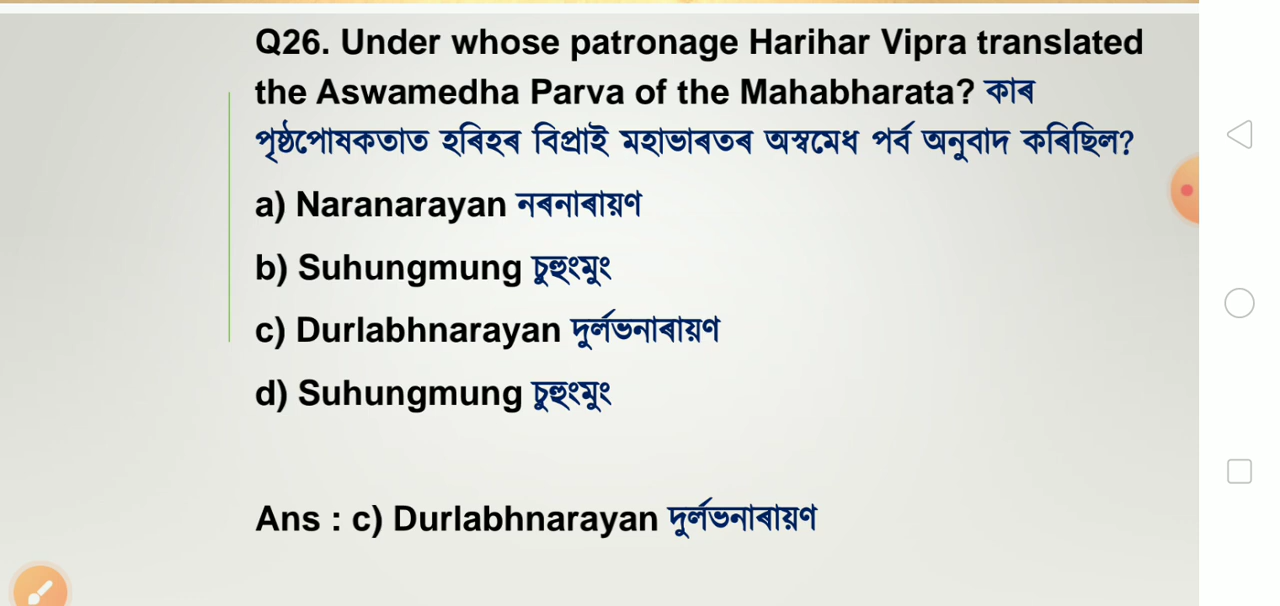 Q26. Under whose patronage Harihar Vipra translated
the Aswamedha Parva of the Mahabharata? কাৰ
পৃষ্ঠপোষকতাত হৰিহৰ বিপ্ৰাই মহাভাৰতৰ অস্বমেধ পৰ্ব অনুবাদ কৰিছিল?
a) Naranarayan নৰনাৰায়ণ
b) Suhungmung চুহুংমুং
c) Durlabhnarayan দুৰ্লভনাৰায়ণ
d) Suhungmung চুহুংমুং
Ans : c) Durlabhnarayan দুৰ্লভনাৰায়ণ